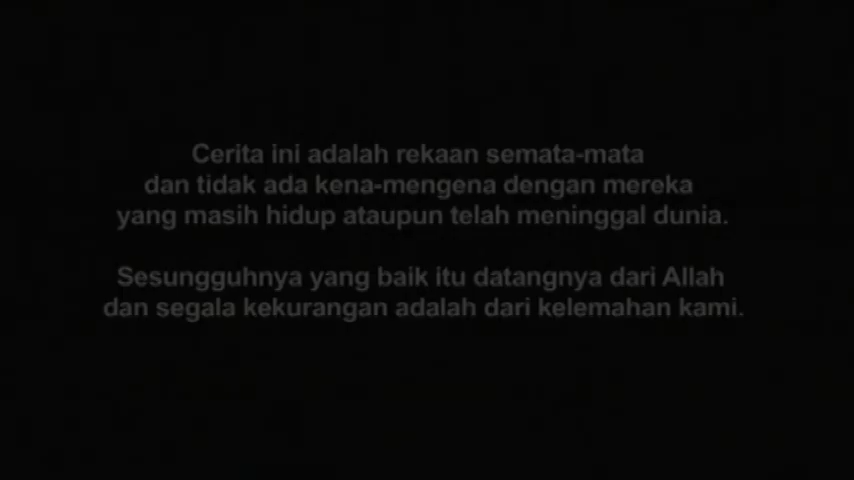 Cerita ini adalah rekaan semata-mata
dan tidak ada kena-mengena dengan mereka
yang masih hidup ataupun telah meninggal dunia.
Sesungguhnya yang baik itu datangnya dari Allah
dan segala kekurangan adalah dari kelemahan kami.